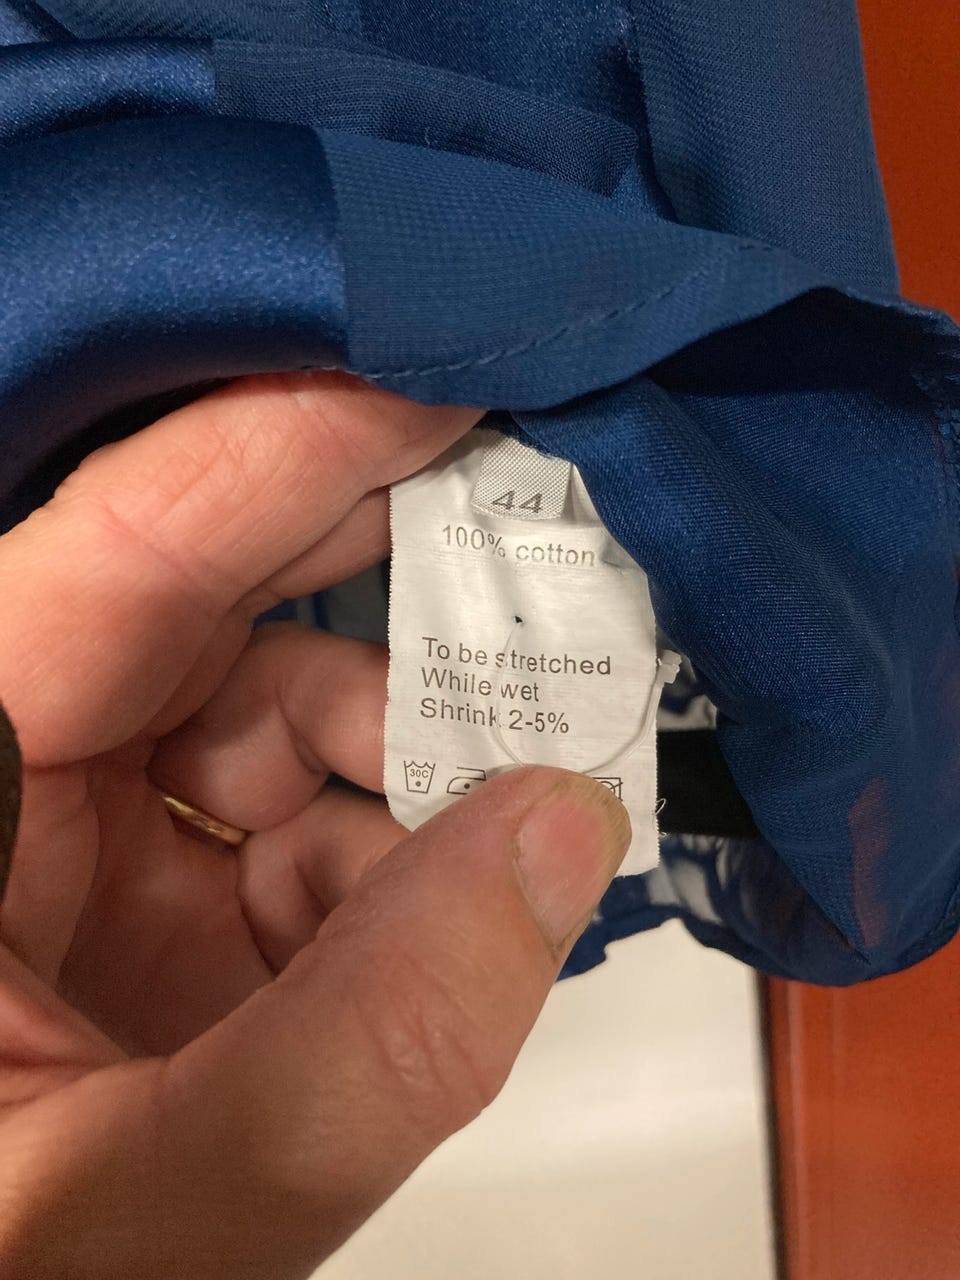 44
100% cotton
To be stretched
While wet
Shrink 2-5%
30C